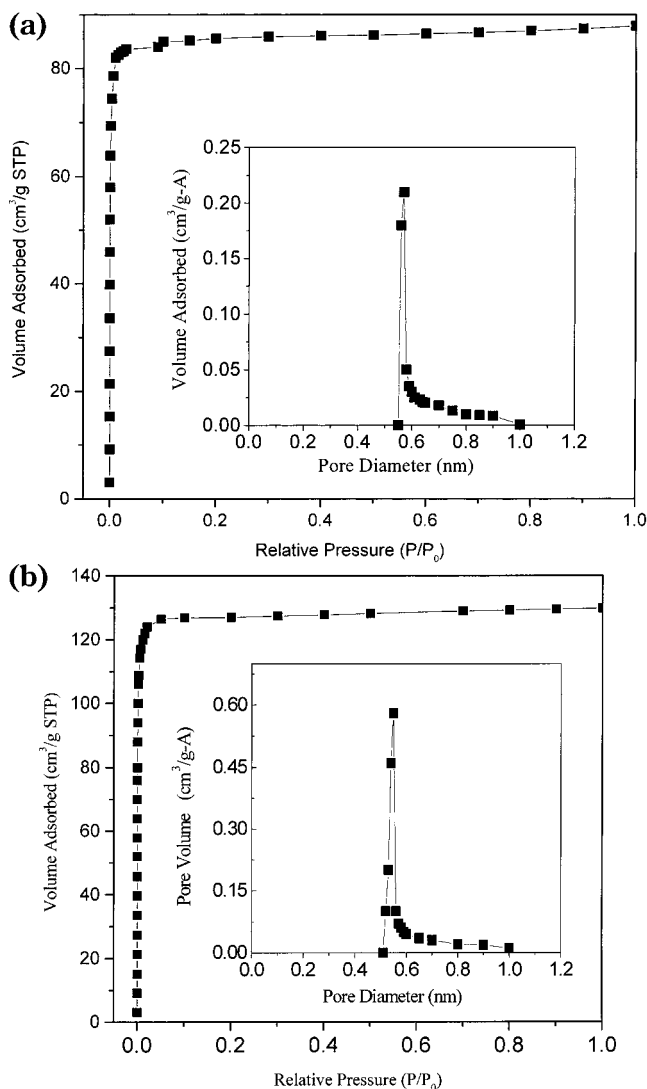 (a)
80
60
40
20
0
Volume Adsorbed (cm³/g STP)
0.0 0.2 0.4 0.6 0.8 1.0
Relative Pressure (P/P₀)
0.25
0.20
0.15
0.10
0.05
0.00
Volume Adsorbed (cm³/g-A)
0.0 0.2 0.4 0.6 0.8 1.0 1.2
Pore Diameter (nm)
(b)
140
120
100
80
60
40
20
0
Volume Adsorbed (cm³/g STP)
0.0 0.2 0.4 0.6 0.8 1.0
Relative Pressure (P/P₀)
0.60
0.45
0.30
0.15
0.00
Pore Volume (cm³/g-A)
0.0 0.2 0.4 0.6 0.8 1.0 1.2
Pore Diameter (nm)